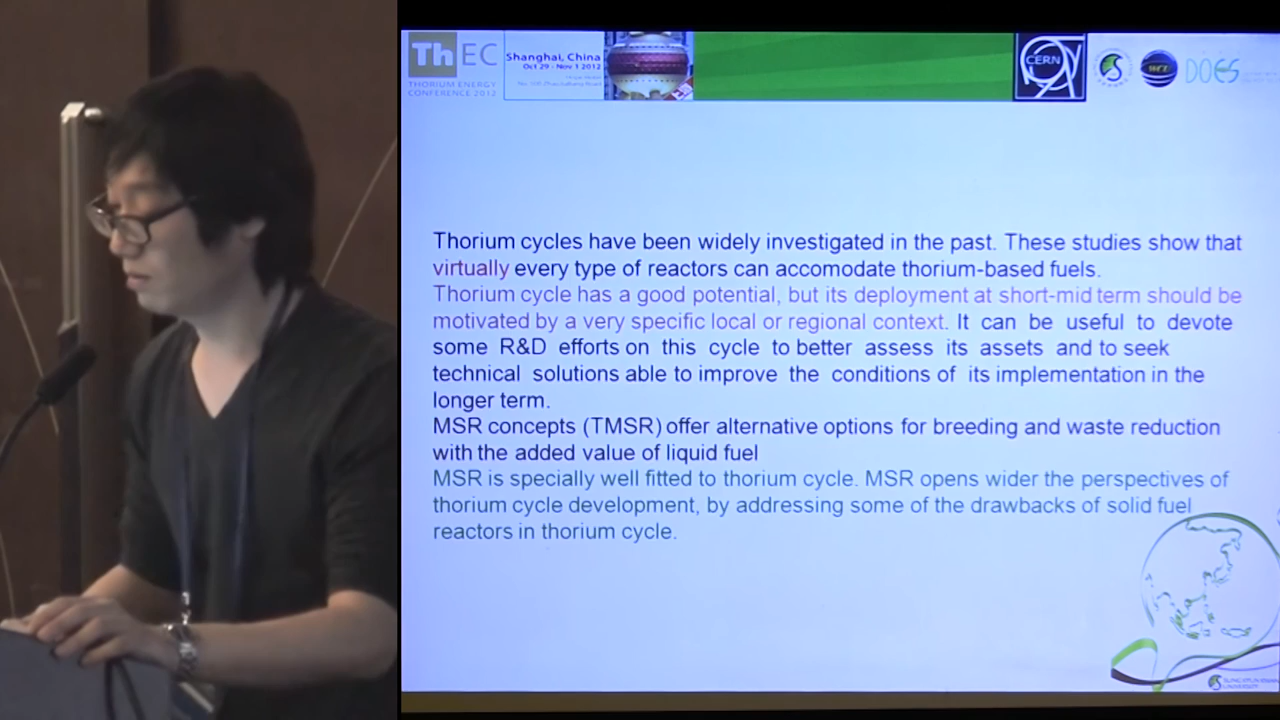 ThEC
THORIUM ENERGY
CONFERENCE 2012
Shanghai, China
Oct 29 - Nov 1 2012
CERN
WCU
DOES
Thorium cycles have been widely investigated in the past. These studies show that
virtually every type of reactors can accomodate thorium-based fuels.
Thorium cycle has a good potential, but its deployment at short-mid term should be
motivated by a very specific local or regional context. It can be useful to devote
some R&D efforts on this cycle to better assess its assets and to seek
technical solutions able to improve the conditions of its implementation in the
longer term.
MSR concepts (TMSR) offer alternative options for breeding and waste reduction
with the added value of liquid fuel
MSR is specially well fitted to thorium cycle. MSR opens wider the perspectives of
thorium cycle development, by addressing some of the drawbacks of solid fuel
reactors in thorium cycle.
UNIVERSITY